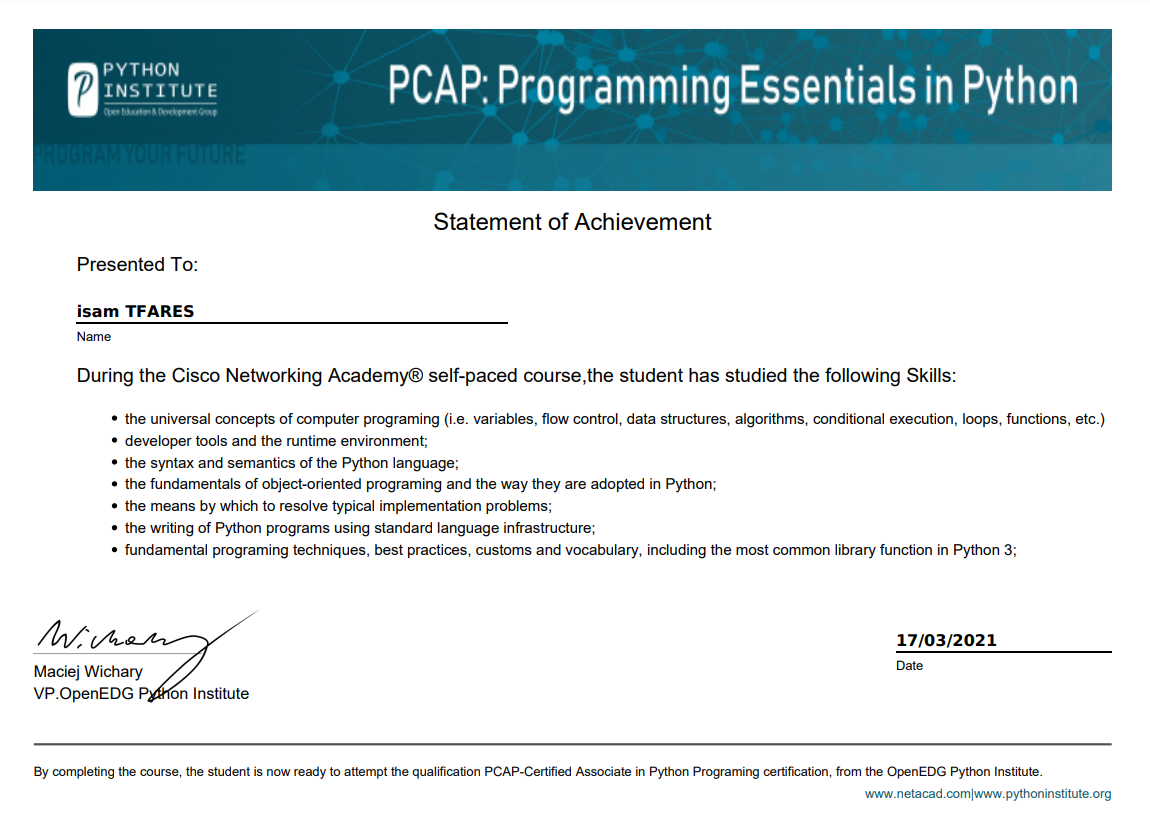 PYTHON
INSTITUTE
Open Education & Development Group
PCAP: Programming Essentials in Python
PROGRAM YOUR FUTURE
Statement of Achievement
Presented To:
isam TFARES
Name
During the Cisco Networking Academy® self-paced course,the student has studied the following Skills:
• the universal concepts of computer programing (i.e. variables, flow control, data structures, algorithms, conditional execution, loops, functions, etc.)
• developer tools and the runtime environment;
• the syntax and semantics of the Python language;
• the fundamentals of object-oriented programing and the way they are adopted in Python;
• the means by which to resolve typical implementation problems;
• the writing of Python programs using standard language infrastructure;
• fundamental programing techniques, best practices, customs and vocabulary, including the most common library function in Python 3;
W. ichary
Maciej Wichary
VP.OpenEDG Python Institute
17/03/2021
Date
By completing the course, the student is now ready to attempt the qualification PCAP-Certified Associate in Python Programing certification, from the OpenEDG Python Institute.
www.netacad.com|www.pythoninstitute.org